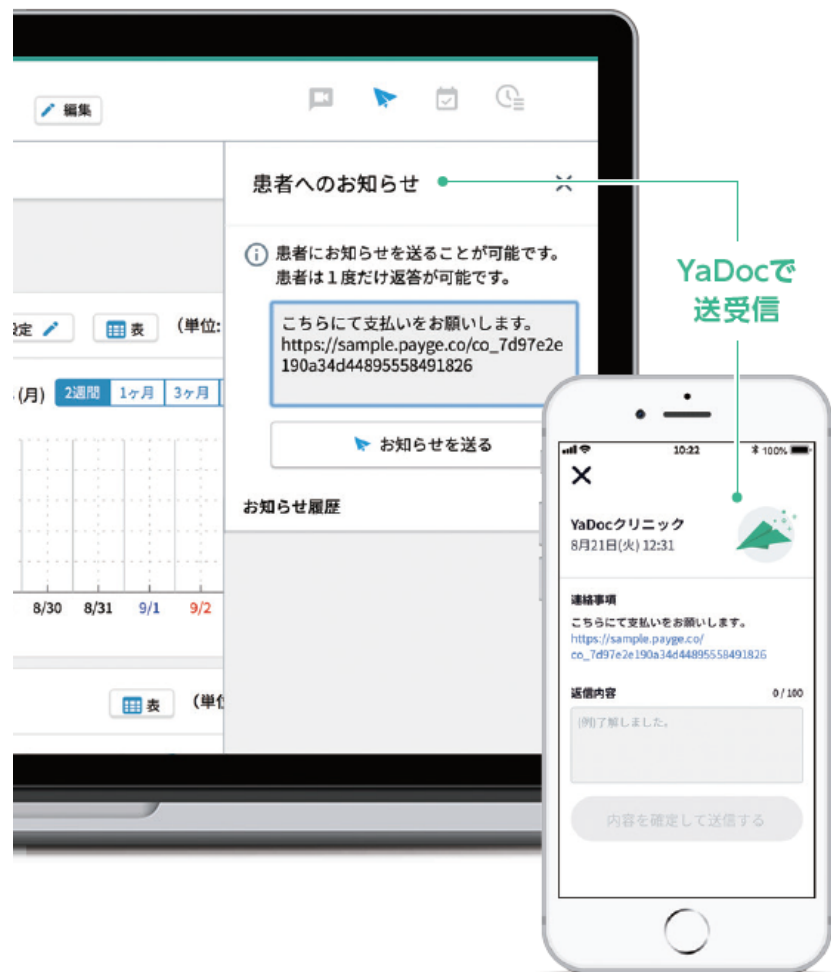 編集
患者へのお知らせ
患者にお知らせを送ることが可能です。
患者は1度だけ返答が可能です。
こちらにて支払いをお願いします。
https://sample.payge.co/co_7d97e2e
190a34d44895558491826
お知らせを送る
お知らせ履歴
定
表
(単位:
(月)
2週間
1ヶ月
3ヶ月
8/30
8/31
9/1
9/2
表
(単位
YaDocで
送受信
10:22
100%
YaDocクリニック
8月21日(火) 12:31
連絡事項
こちらにて支払いをお願いします。
https://sample.payge.co/
co_7d97e2e190a34d44895558491826
返信内容
0 / 100
(例)了解しました。
内容を確定して送信する